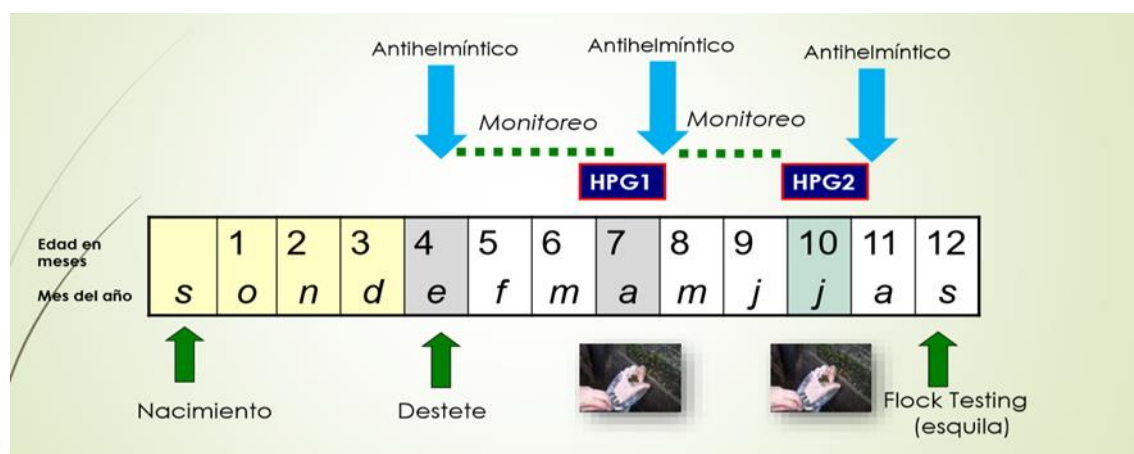 Antihelmíntico
Antihelmíntico
Antihelmíntico
Monitoreo
Monitoreo
HPG1
HPG2
Edad en
meses
1 2 3 4 5 6 7 8 9 10 11 12
Mes del año
s o n d e f m a m j j a s
Nacimiento
Destete
Flock Testing
(esquila)